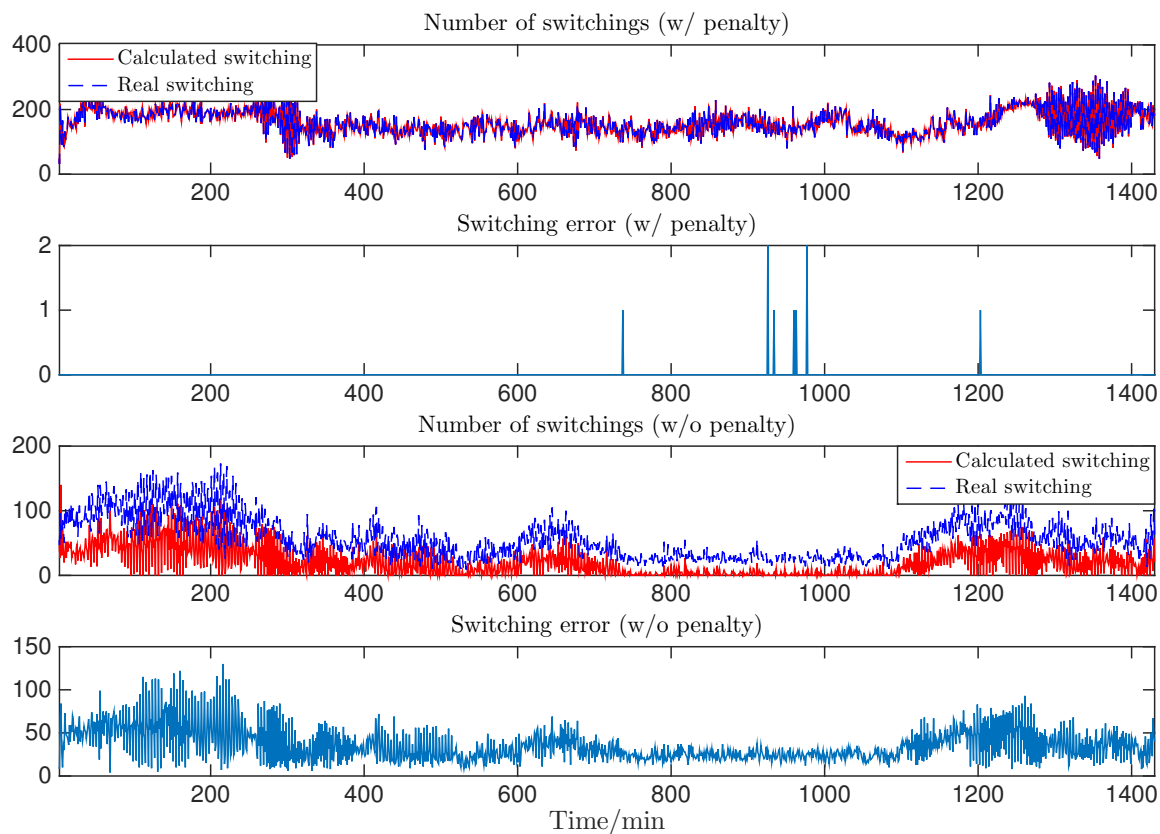 Number of switchings (w/ penalty)
400
200
0
Calculated switching
Real switching
200 400 600 800 1000 1200 1400
Switching error (w/ penalty)
2
1
0
200 400 600 800 1000 1200 1400
Number of switchings (w/o penalty)
200
100
0
Calculated switching
Real switching
200 400 600 800 1000 1200 1400
Switching error (w/o penalty)
150
100
50
0
200 400 600 800 1000 1200 1400
Time/min